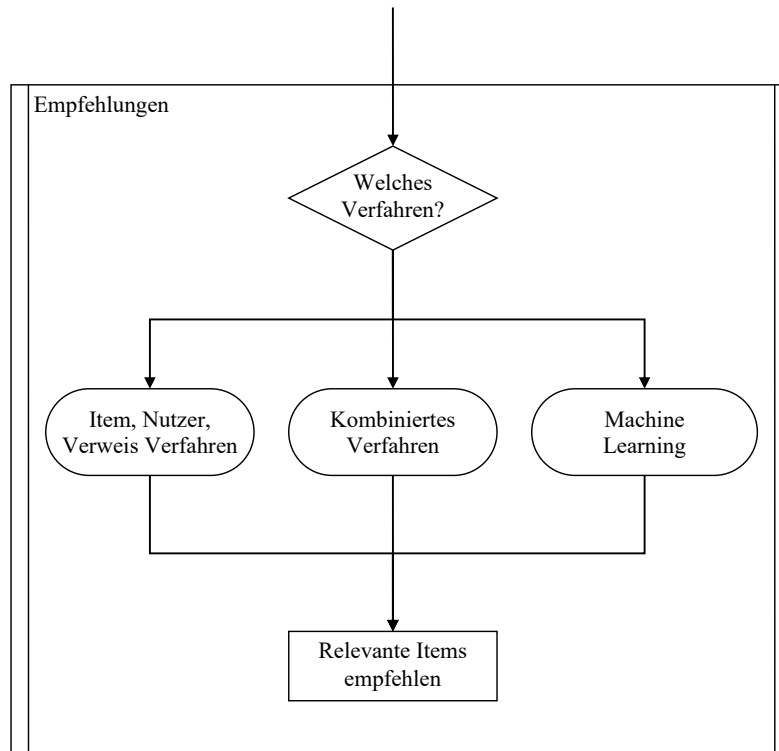 Empfehlungen
Welches
Verfahren?
Item, Nutzer,
Verweis Verfahren
Kombiniertes
Verfahren
Machine
Learning
Relevante Items
empfehlen